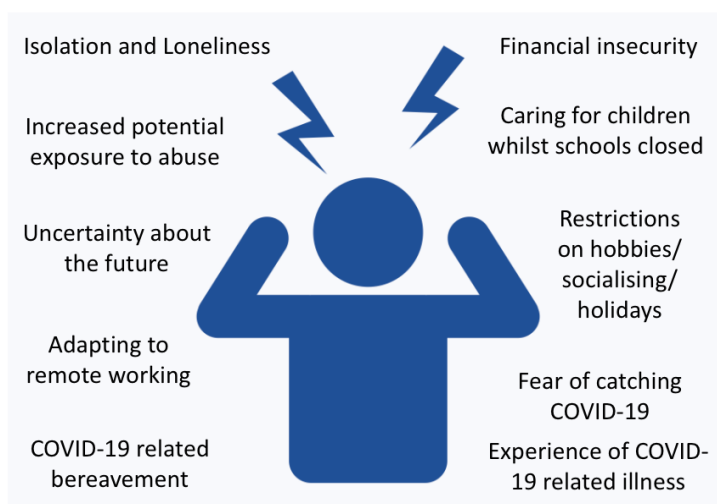 Isolation and Loneliness
Increased potential
exposure to abuse
Uncertainty about
the future
Adapting to
remote working
COVID-19 related
bereavement
Financial insecurity
Caring for children
whilst schools closed
Restrictions
on hobbies/
socialising/
holidays
Fear of catching
COVID-19
Experience of COVID-
19 related illness